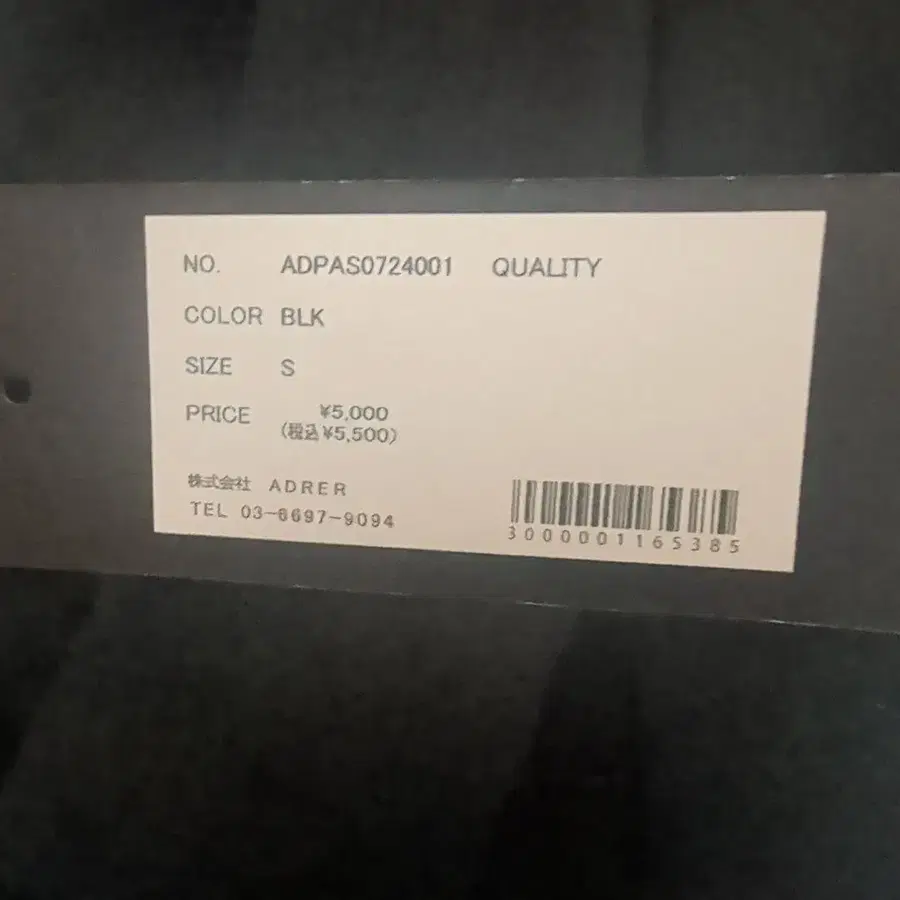 NO. ADPAS0724001 QUALITY
COLOR BLK
SIZE S
PRICE ¥5,000
(税込¥5,500)
株式会社 ADRER
TEL 03-6697-9094
3000001165385